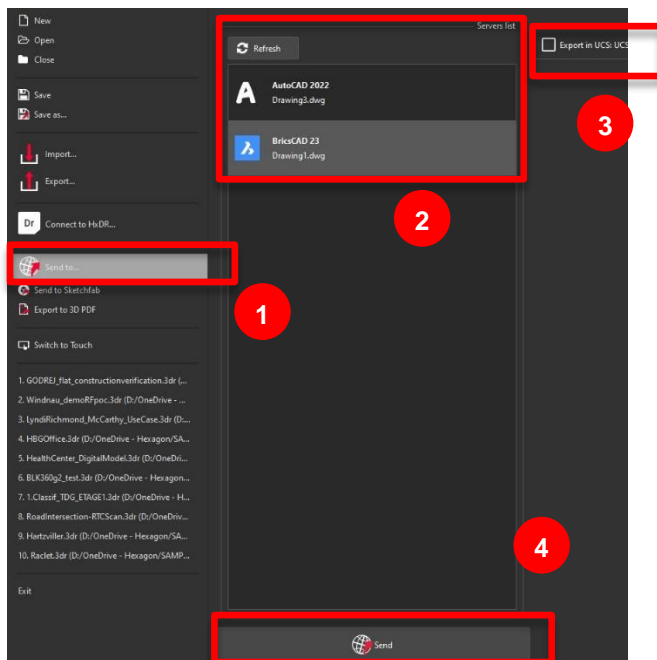 New
Open
Close
Save
Save as...
Import...
Export...
Dr Connect to HxDR...
Send to...
Send to Sketchfab
Export to 3D PDF
Switch to Touch
1. GODREJ_flat_constructionverification.3dr (...
2. Windnau_demoRFpoc.3dr (D:/OneDrive - ...
3. LyndiRichmond_McCarthy_UseCase.3dr (D:...
4. HBGOffice.3dr (D:/OneDrive - Hexagon/SA...
5. HealthCenter_DigitalModel.3dr (D:/OneDri...
6. BLK360g2_test.3dr (D:/OneDrive - Hexagon...
7. 1.Classif_TDG_ETAGE1.3dr (D:/OneDrive - H...
8. RoadIntersection-RTCScan.3dr (D:/OneDriv...
9. Hartzviller.3dr (D:/OneDrive - Hexagon/SA...
10. Raclet.3dr (D:/OneDrive - Hexagon/SAMP...
Exit
1
Servers list
Refresh
AutoCAD 2022
Drawing3.dwg
BricsCAD 23
Drawing1.dwg
2
Export in UCS: UCS
3
4
Send